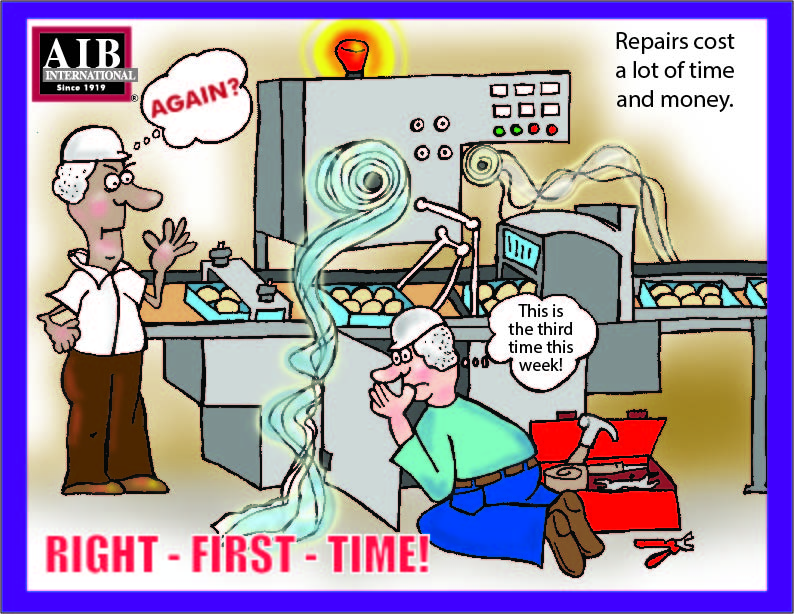 AIB
INTERNATIONAL
Since 1919
®
AGAIN?
Repairs cost
a lot of time
and money.
This is
the third
time this
week!
RIGHT - FIRST - TIME!